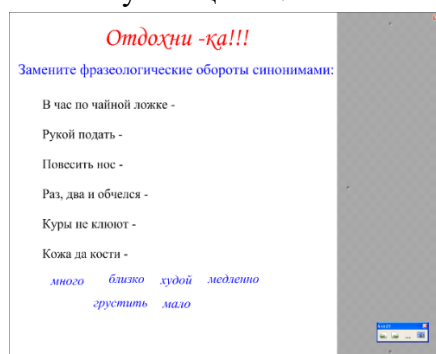 Отдохни -ка!!!
Замените фразеологические обороты синонимами:
В час по чайной ложке -
Рукой подать -
Повесить нос -
Раз, два и обчелся -
Куры не клюют -
Кожа да кости -
много близко худой медленно
грустить мало